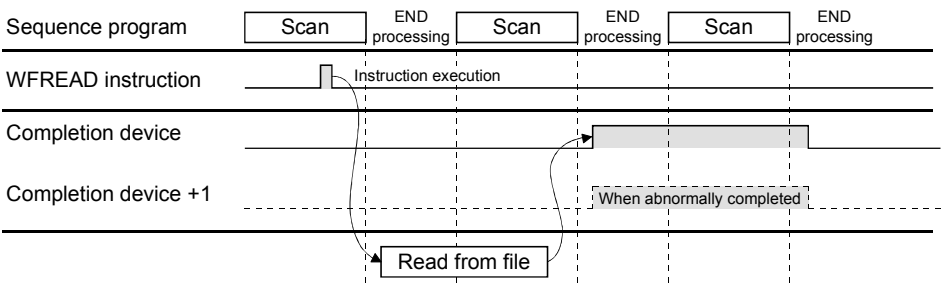 Sequence program Scan END processing Scan END processing Scan END processing
WFREAD instruction Instruction execution
Completion device
Completion device +1 When abnormally completed
Read from file